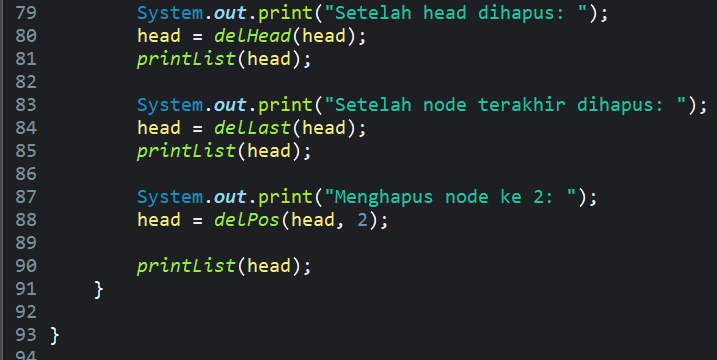 79 System.out.print("Setelah head dihapus: ");
80 head = delHead(head);
81 printList(head);
82
83 System.out.print("Setelah node terakhir dihapus: ");
84 head = delLast(head);
85 printList(head);
86
87 System.out.print("Menghapus node ke 2: ");
88 head = delPos(head, 2);
89
90 printList(head);
91 }
92
93 }
94